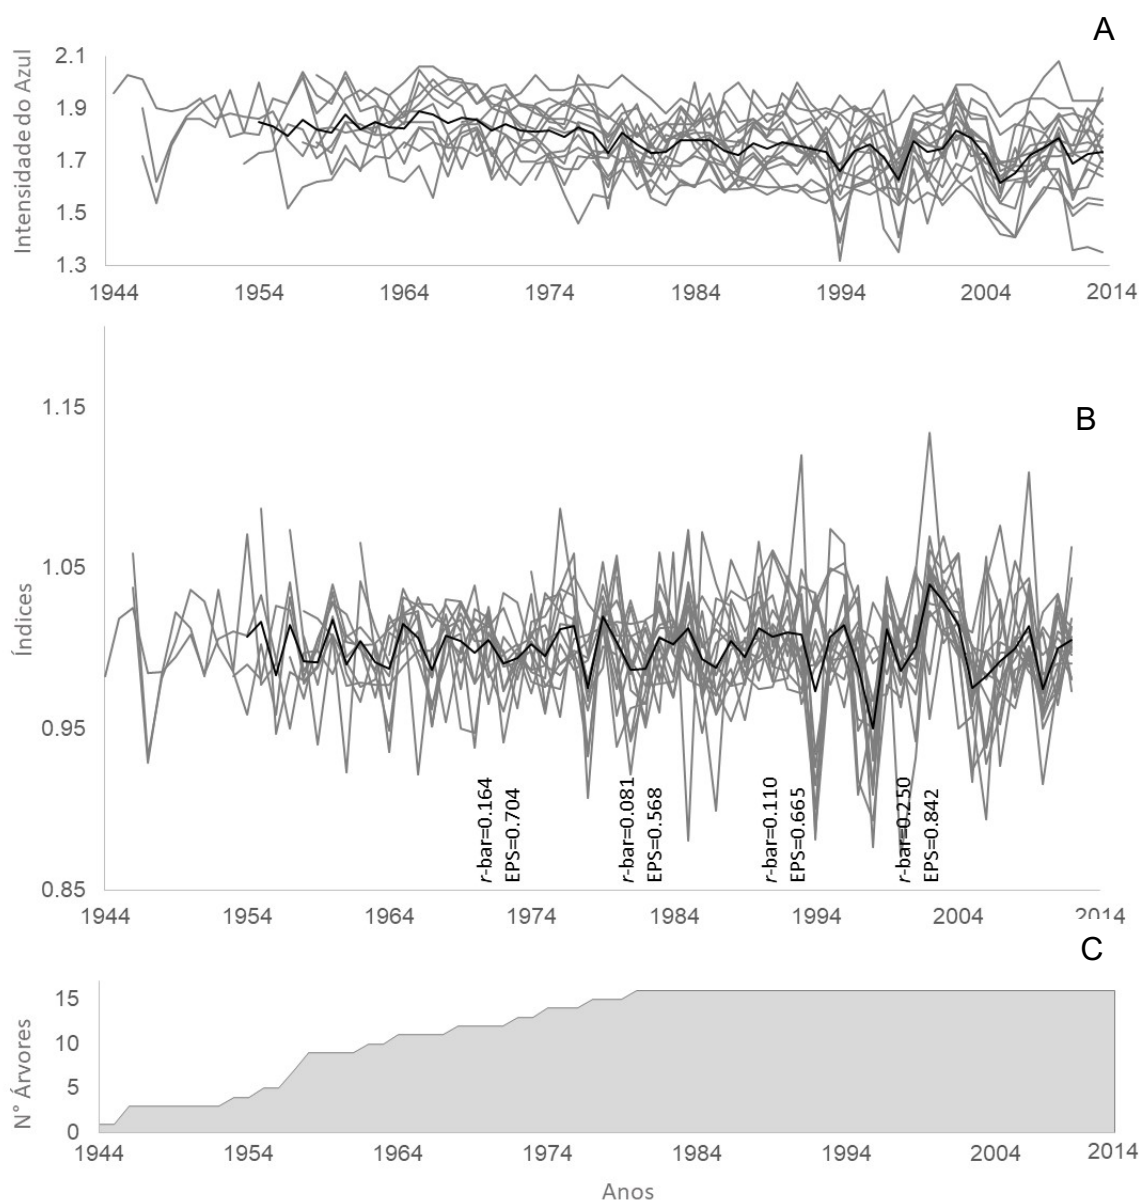 A
Intensidade do Azul
2.1
1.9
1.7
1.5
1.3
1944 1954 1964 1974 1984 1994 2004 2014
B
Índices
1.15
1.05
0.95
0.85
r-bar=0.164
EPS=0.704
r-bar=0.081
EPS=0.568
r-bar=0.110
EPS=0.665
r-bar=0.250
EPS=0.842
1944 1954 1964 1974 1984 1994 2004 2014
C
N° Árvores
15
10
5
0
1944 1954 1964 1974 1984 1994 2004 2014
Anos